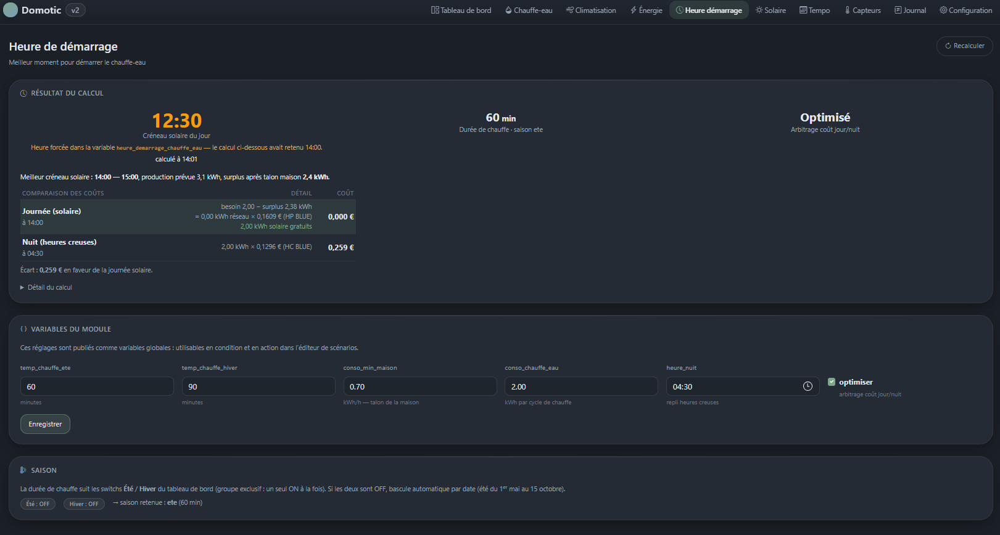 Domotic v2
Tableau de bord Chauffe-eau Climatisation Énergie Heure démarrage Solaire Tempo Capteurs Journal Configuration
Heure de démarrage
Recalculer
Meilleur moment pour démarrer le chauffe-eau
RÉSULTAT DU CALCUL
12:30
Créneau solaire du jour
Heure forcée dans la variable heure_demarrage_chauffe_eau — le calcul ci-dessous avait retenu 14:00.
calculé à 14:01
60 min
Durée de chauffe · saison ete
Optimisé
Arbitrage coût jour/nuit
Meilleur créneau solaire : 14:00 — 15:00, production prévue 3,1 kWh, surplus après talon maison 2,4 kWh.
COMPARAISON DES COÛTS DÉTAIL COÛT
Journée (solaire)
à 14:00
besoin 2,00 − surplus 2,38 kWh
= 0,00 kWh réseau × 0,1609 € (HP BLUE)
2,00 kWh solaire gratuits
0,000 €
Nuit (heures creuses)
à 04:30
2,00 kWh × 0,1296 € (HC BLUE)
0,259 €
Écart : 0,259 € en faveur de la journée solaire.
Détail du calcul
{} VARIABLES DU MODULE
Ces réglages sont publiés comme variables globales : utilisables en condition et en action dans l'éditeur de scénarios.
temp_chauffe_ete
60
minutes
temp_chauffe_hiver
90
minutes
conso_min_maison
0.70
kWh/h — talon de la maison
conso_chauffe_eau
2.00
kWh par cycle de chauffe
heure_nuit
04:30
repli heures creuses
optimiser
arbitrage coût jour/nuit
Enregistrer
SAISON
La durée de chauffe suit les switchs Été / Hiver du tableau de bord (groupe exclusif : un seul ON à la fois). Si les deux sont OFF, bascule automatique par date (été du 1er mai au 15 octobre).
Été : OFF Hiver : OFF → saison retenue : ete (60 min)